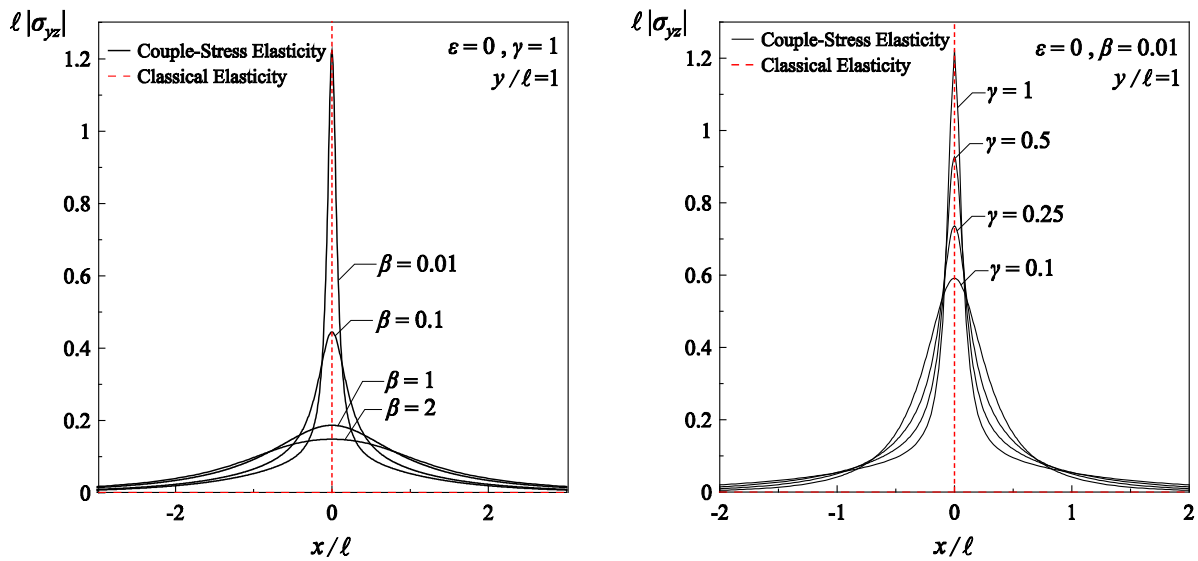 ℓ|σyz|
Couple-Stress Elasticity
Classical Elasticity
ε = 0 , γ = 1
y/ℓ=1
1.2
1
0.8
0.6
0.4
0.2
0
β = 0.01
β = 0.1
β = 1
β = 2
-2 0 2
x/ℓ
ℓ|σyz|
Couple-Stress Elasticity
Classical Elasticity
ε = 0 , β = 0.01
y/ℓ=1
1.2
1
0.8
0.6
0.4
0.2
0
γ = 1
γ = 0.5
γ = 0.25
γ = 0.1
-2 -1 0 1 2
x/ℓ